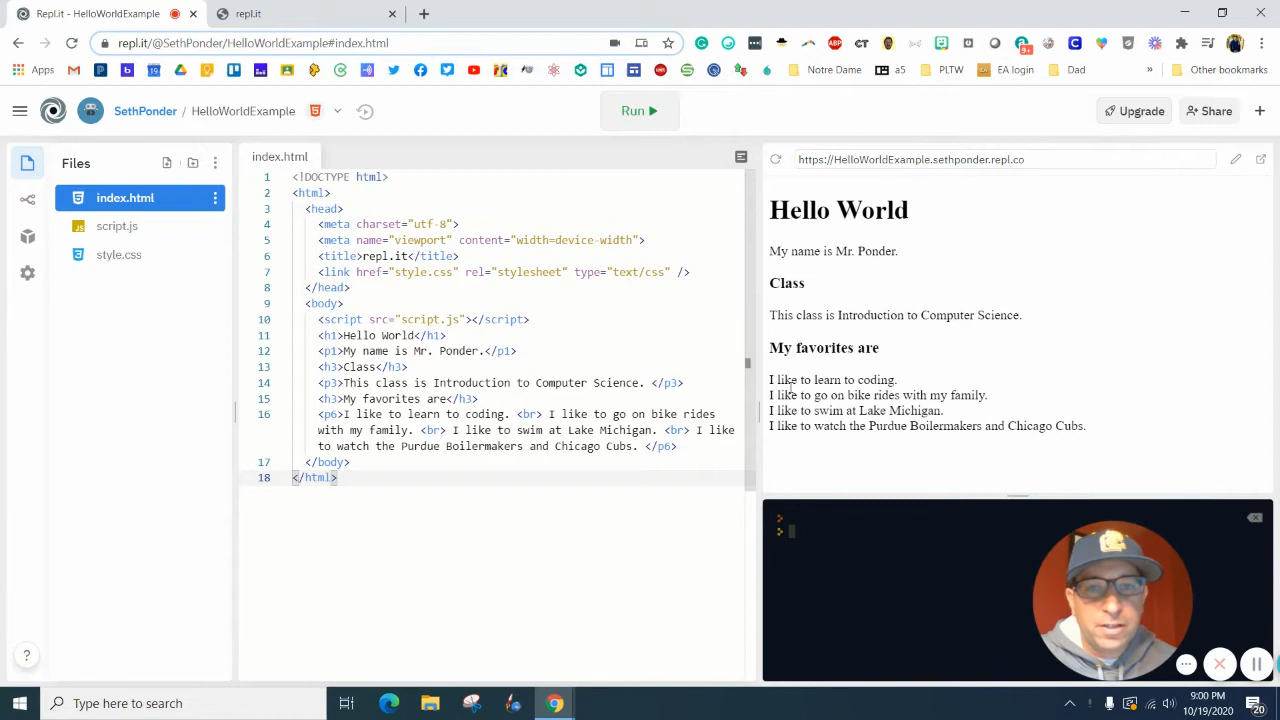 Repl.it - HelloWorldExample
repl.it
repl.it/@SethPonder/HelloWorldExample#index.html
ABP
CT
9+
Apps
Notre Dame
a5
PLTW
EA login
Dad
»
Other bookmarks
SethPonder / HelloWorldExample
Run
Upgrade
Share
Files
index.html
script.js
style.css
index.html
1 <!DOCTYPE html>
2 <html>
3 <head>
4 <meta charset="utf-8">
5 <meta name="viewport" content="width=device-width">
6 <title>repl.it</title>
7 <link href="style.css" rel="stylesheet" type="text/css" />
8 </head>
9 <body>
10 <script src="script.js"></script>
11 <h1>Hello World</h1>
12 <p1>My name is Mr. Ponder.</p1>
13 <h3>Class</h3>
14 <p3>This class is Introduction to Computer Science. </p3>
15 <h3>My favorites are</h3>
16 <p6>I like to learn to coding. <br> I like to go on bike rides
with my family. <br> I like to swim at Lake Michigan. <br> I like
to watch the Purdue Boilermakers and Chicago Cubs. </p6>
17 </body>
18 </html>
https://HelloWorldExample.sethponder.repl.co
Hello World
My name is Mr. Ponder.
Class
This class is Introduction to Computer Science.
My favorites are
I like to learn to coding.
I like to go on bike rides with my family.
I like to swim at Lake Michigan.
I like to watch the Purdue Boilermakers and Chicago Cubs.
>
>
?
Type here to search
9:00 PM
10/19/2020
20